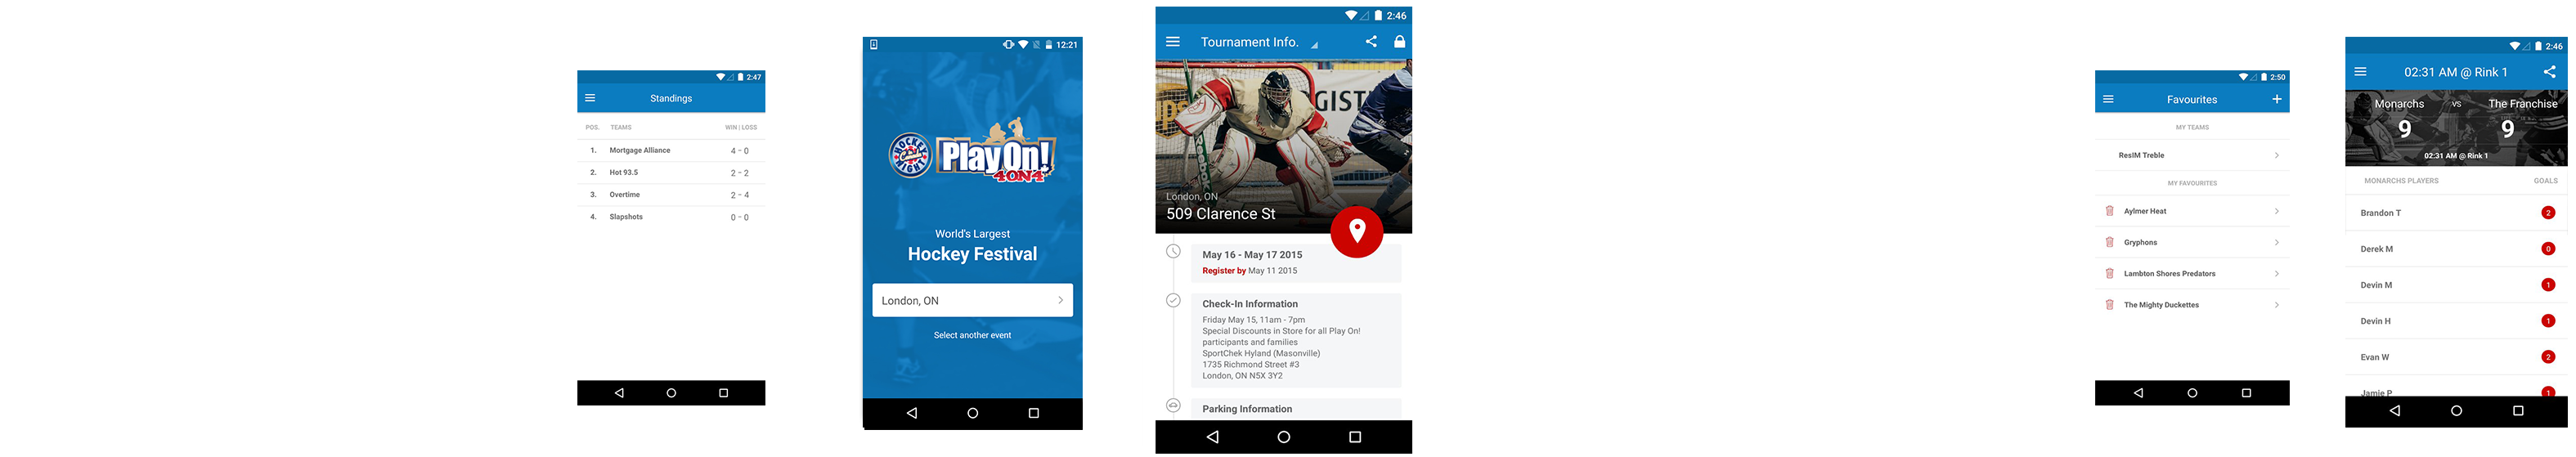 2:47
Standings
POS. TEAMS WIN | LOSS
1. Mortgage Alliance 4 - 0
2. Hot 93.5 2 - 2
3. Overtime 2 - 4
4. Slapshots 0 - 0
12:21
HOCKEY NIGHT
PlayOn!
4ON4
World's Largest
Hockey Festival
London, ON
Select another event
2:46
Tournament Info.
GIST
London, ON
509 Clarence St
May 16 - May 17 2015
Register by May 11 2015
Check-In Information
Friday May 15, 11am - 7pm
Special Discounts in Store for all Play On!
participants and families
SportChek Hyland (Masonville)
1735 Richmond Street #3
London, ON N5X 3Y2
Parking Information
2:50
Favourites
MY TEAMS
ResIM Treble
MY FAVOURITES
Aylmer Heat
Gryphons
Lambton Shores Predators
The Mighty Duckettes
2:46
02:31 AM @ Rink 1
Monarchs VS The Franchise
9 9
02:31 AM @ Rink 1
MONARCHS PLAYERS GOALS
Brandon T 2
Derek M 0
Devin M 1
Devin H 1
Evan W 2
Jamie P 1